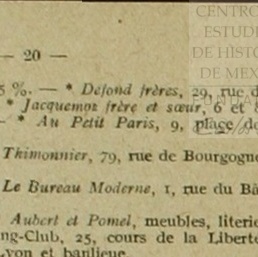 CENTRO
ESTUDI
DE HISTO
DE MEX
— 20 —
5 %. — * Défond frères, 29, rue d
* Jacquemot frère et sœur, 6 et 8
— * Au Petit Paris, 9, place de
Thimonnier, 79, rue de Bourgogne
Le Bureau Moderne, 1, rue du Bâ
Aubert et Pomel, meubles, literie
ng-Club, 25, cours de la Liberté
Lyon et banlieue.